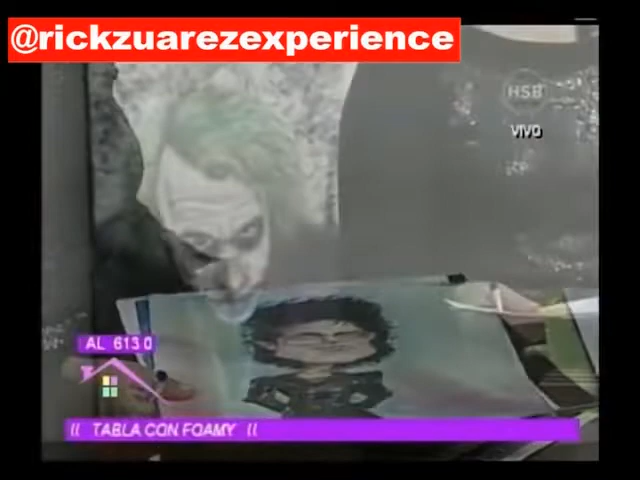 @rickzuarezexperience
HSB
VIVO
AL 6130
TABLA CON FOAMY